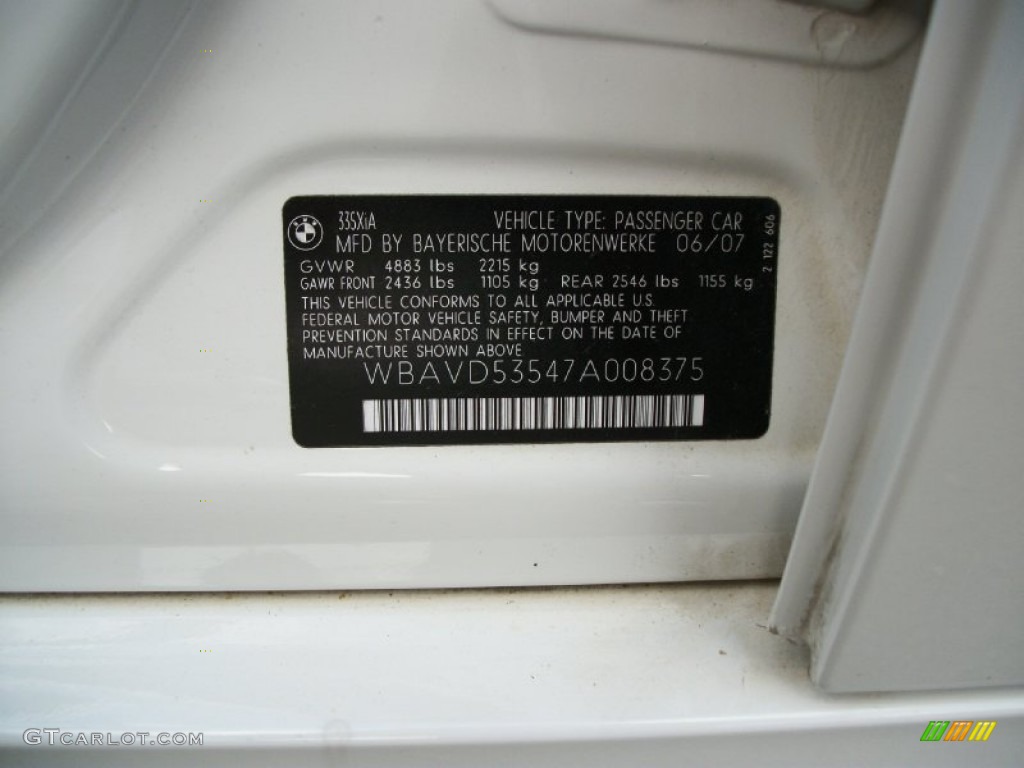 335XiA VEHICLE TYPE: PASSENGER CAR
MFD BY BAYERISCHE MOTORENWERKE 06/07
GVWR 4883 lbs 2215 kg
GAWR FRONT 2436 lbs 1105 kg REAR 2546 lbs 1155 kg
THIS VEHICLE CONFORMS TO ALL APPLICABLE U.S.
FEDERAL MOTOR VEHICLE SAFETY, BUMPER AND THEFT
PREVENTION STANDARDS IN EFFECT ON THE DATE OF
MANUFACTURE SHOWN ABOVE
WBAVD53547A008375
2 122 606
GTCARLOT.COM